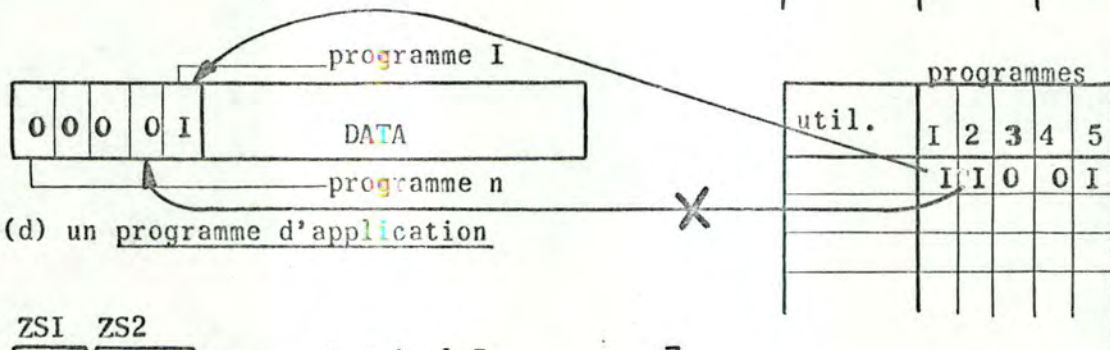 programme I
programmes
0 0 0 0 I DATA
util. I 2 3 4 5
I I 0 0 I
programme n
(d) un programme d'application
ZSI ZS2